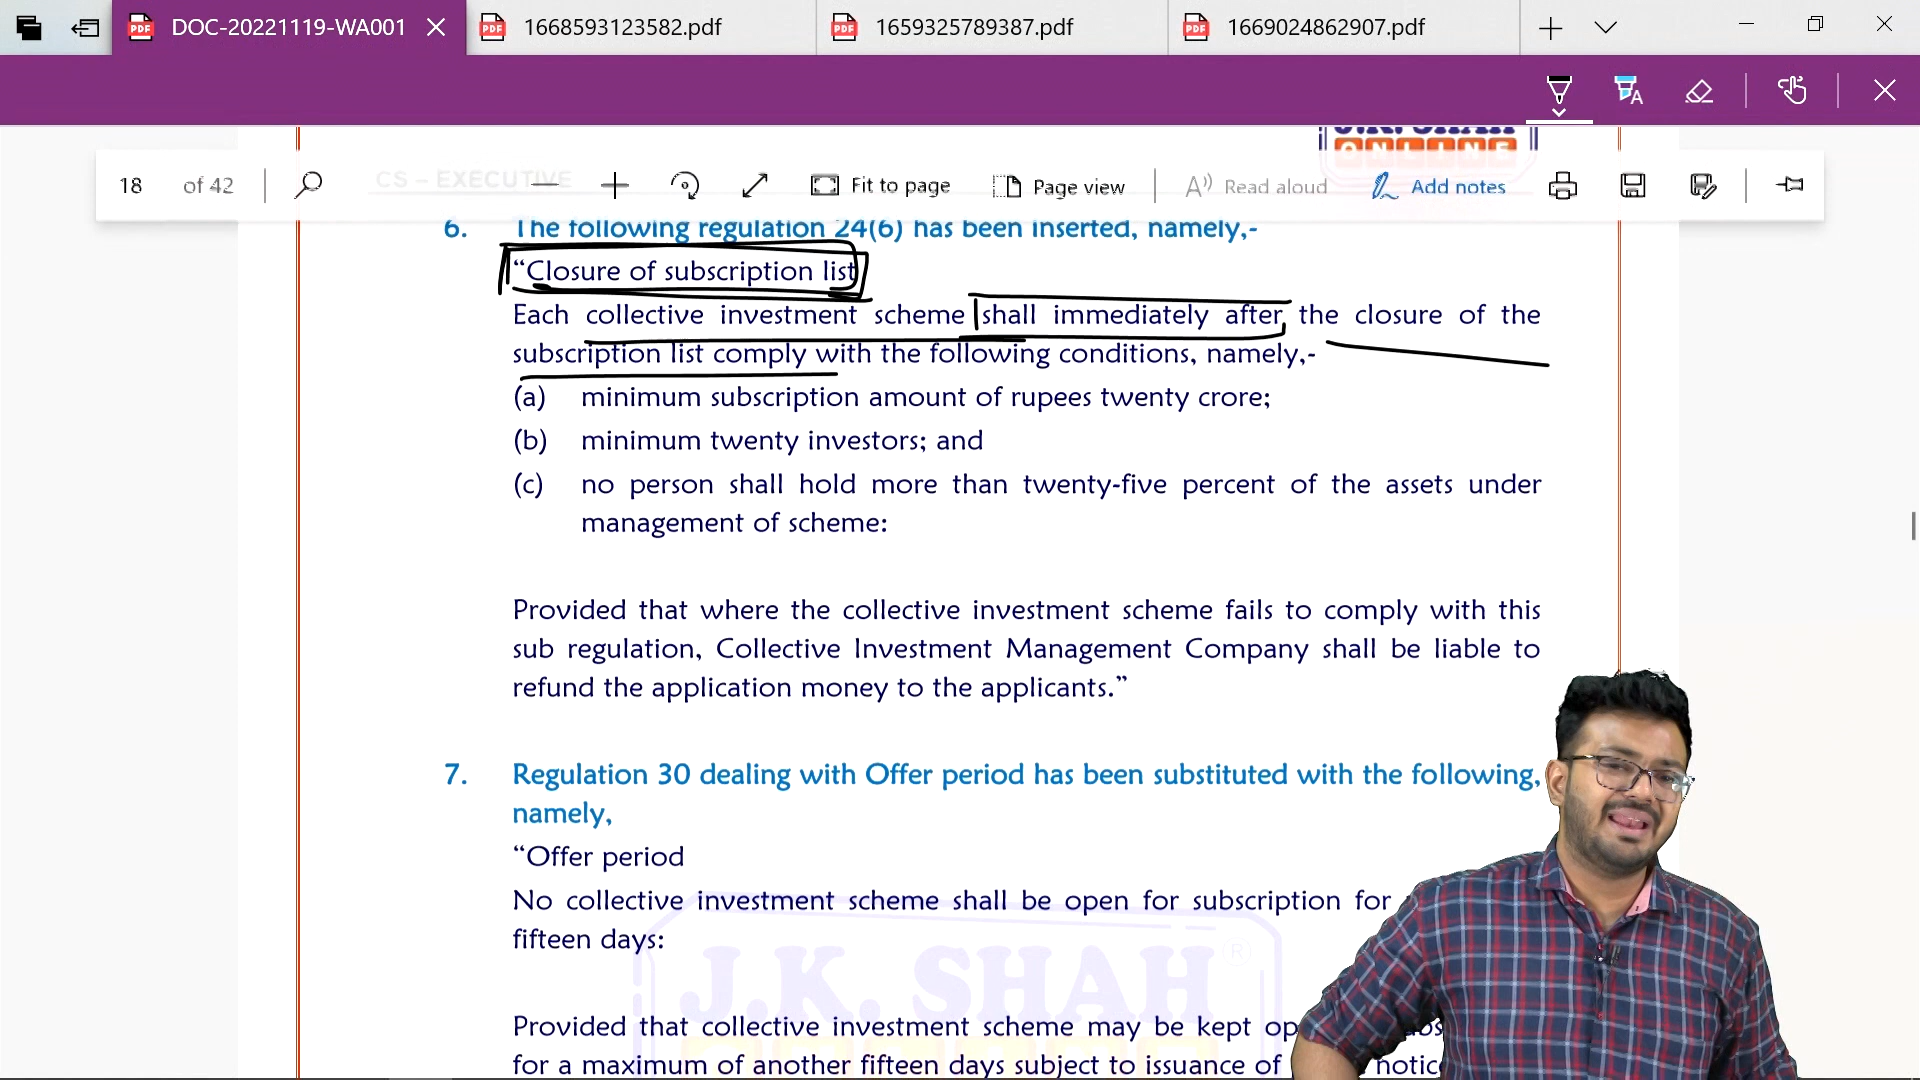 DOC-20221119-WA001
1668593123582.pdf
1659325789387.pdf
1669024862907.pdf
18 of 42
CS – EXECUTIVE
Fit to page
Page view
Read aloud
Add notes
J.K. SHAH
ONLINE
6. The following regulation 24(6) has been inserted, namely,-
“Closure of subscription list
Each collective investment scheme shall immediately after the closure of the
subscription list comply with the following conditions, namely,-
(a) minimum subscription amount of rupees twenty crore;
(b) minimum twenty investors; and
(c) no person shall hold more than twenty-five percent of the assets under
management of scheme:
Provided that where the collective investment scheme fails to comply with this
sub regulation, Collective Investment Management Company shall be liable to
refund the application money to the applicants.”
7. Regulation 30 dealing with Offer period has been substituted with the following,
namely,
“Offer period
No collective investment scheme shall be open for subscription for
fifteen days:
J.K. SHAH®
Provided that collective investment scheme may be kept
for a maximum of another fifteen days subject to issuance of